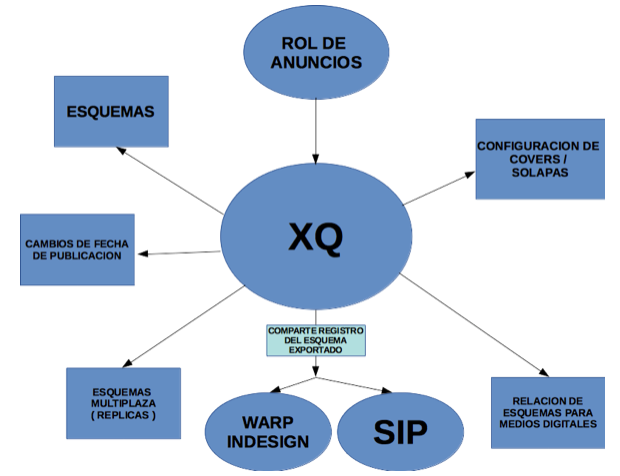 ROL DE
ANUNCIOS
ESQUEMAS
CONFIGURACION DE
COVERS /
SOLAPAS
XQ
CAMBIOS DE FECHA
DE PUBLICACION
COMPARTE REGISTRO
DEL ESQUEMA
EXPORTADO
ESQUEMAS
MULTIPLAZA
( REPLICAS )
WARP
INDESIGN
SIP
RELACION DE
ESQUEMAS PARA
MEDIOS DIGITALES